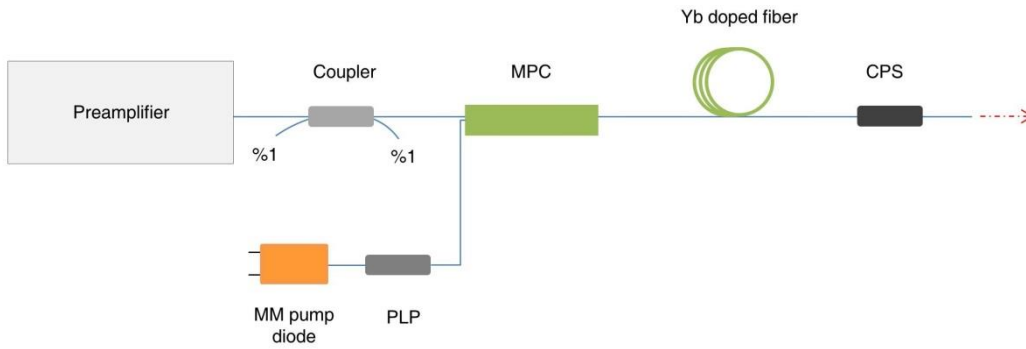 Yb doped fiber
Coupler
MPC
CPS
Preamplifier
%1
%1
MM pump
diode
PLP